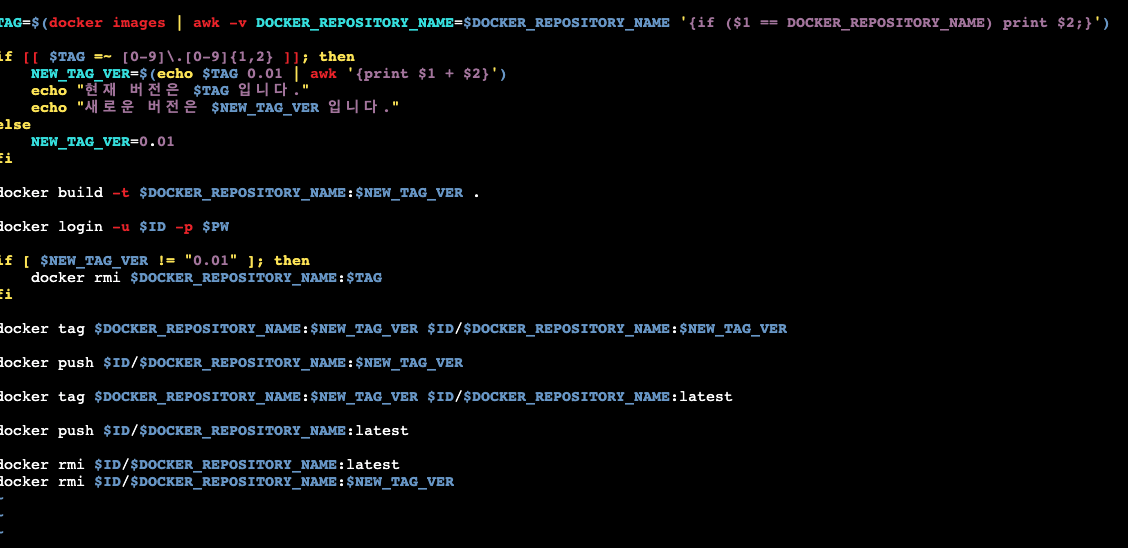 TAG=$(docker images | awk -v DOCKER_REPOSITORY_NAME=$DOCKER_REPOSITORY_NAME '{if ($1 == DOCKER_REPOSITORY_NAME) print $2;}')
if [[ $TAG =~ [0-9]\.[0-9]{1,2} ]]; then
NEW_TAG_VER=$(echo $TAG 0.01 | awk '{print $1 + $2}')
echo "현재 버전은 $TAG 입니다."
echo "새로운 버전은 $NEW_TAG_VER 입니다."
else
NEW_TAG_VER=0.01
fi
docker build -t $DOCKER_REPOSITORY_NAME:$NEW_TAG_VER .
docker login -u $ID -p $PW
if [ $NEW_TAG_VER != "0.01" ]; then
docker rmi $DOCKER_REPOSITORY_NAME:$TAG
fi
docker tag $DOCKER_REPOSITORY_NAME:$NEW_TAG_VER $ID/$DOCKER_REPOSITORY_NAME:$NEW_TAG_VER
docker push $ID/$DOCKER_REPOSITORY_NAME:$NEW_TAG_VER
docker tag $DOCKER_REPOSITORY_NAME:$NEW_TAG_VER $ID/$DOCKER_REPOSITORY_NAME:latest
docker push $ID/$DOCKER_REPOSITORY_NAME:latest
docker rmi $ID/$DOCKER_REPOSITORY_NAME:latest
docker rmi $ID/$DOCKER_REPOSITORY_NAME:$NEW_TAG_VER
~
~
~